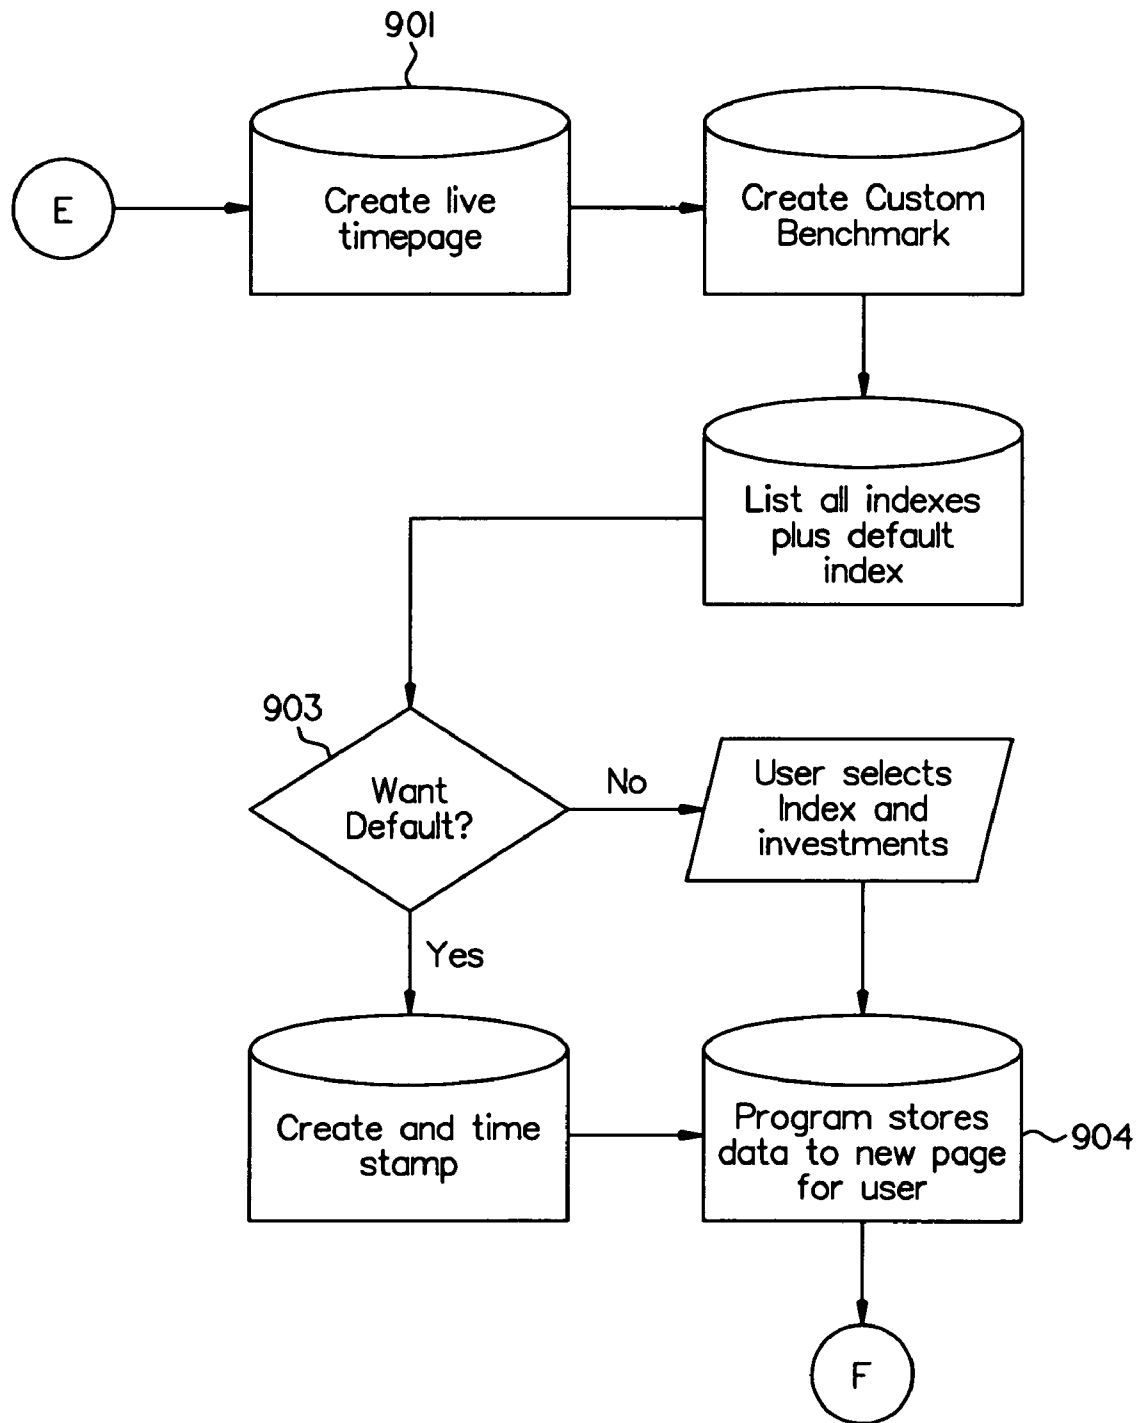 901
E
Create live
timepage
Create Custom
Benchmark
List all indexes
plus default
index
903
Want
Default?
No
User selects
Index and
investments
Yes
Create and time
stamp
Program stores
data to new page
for user
904
F